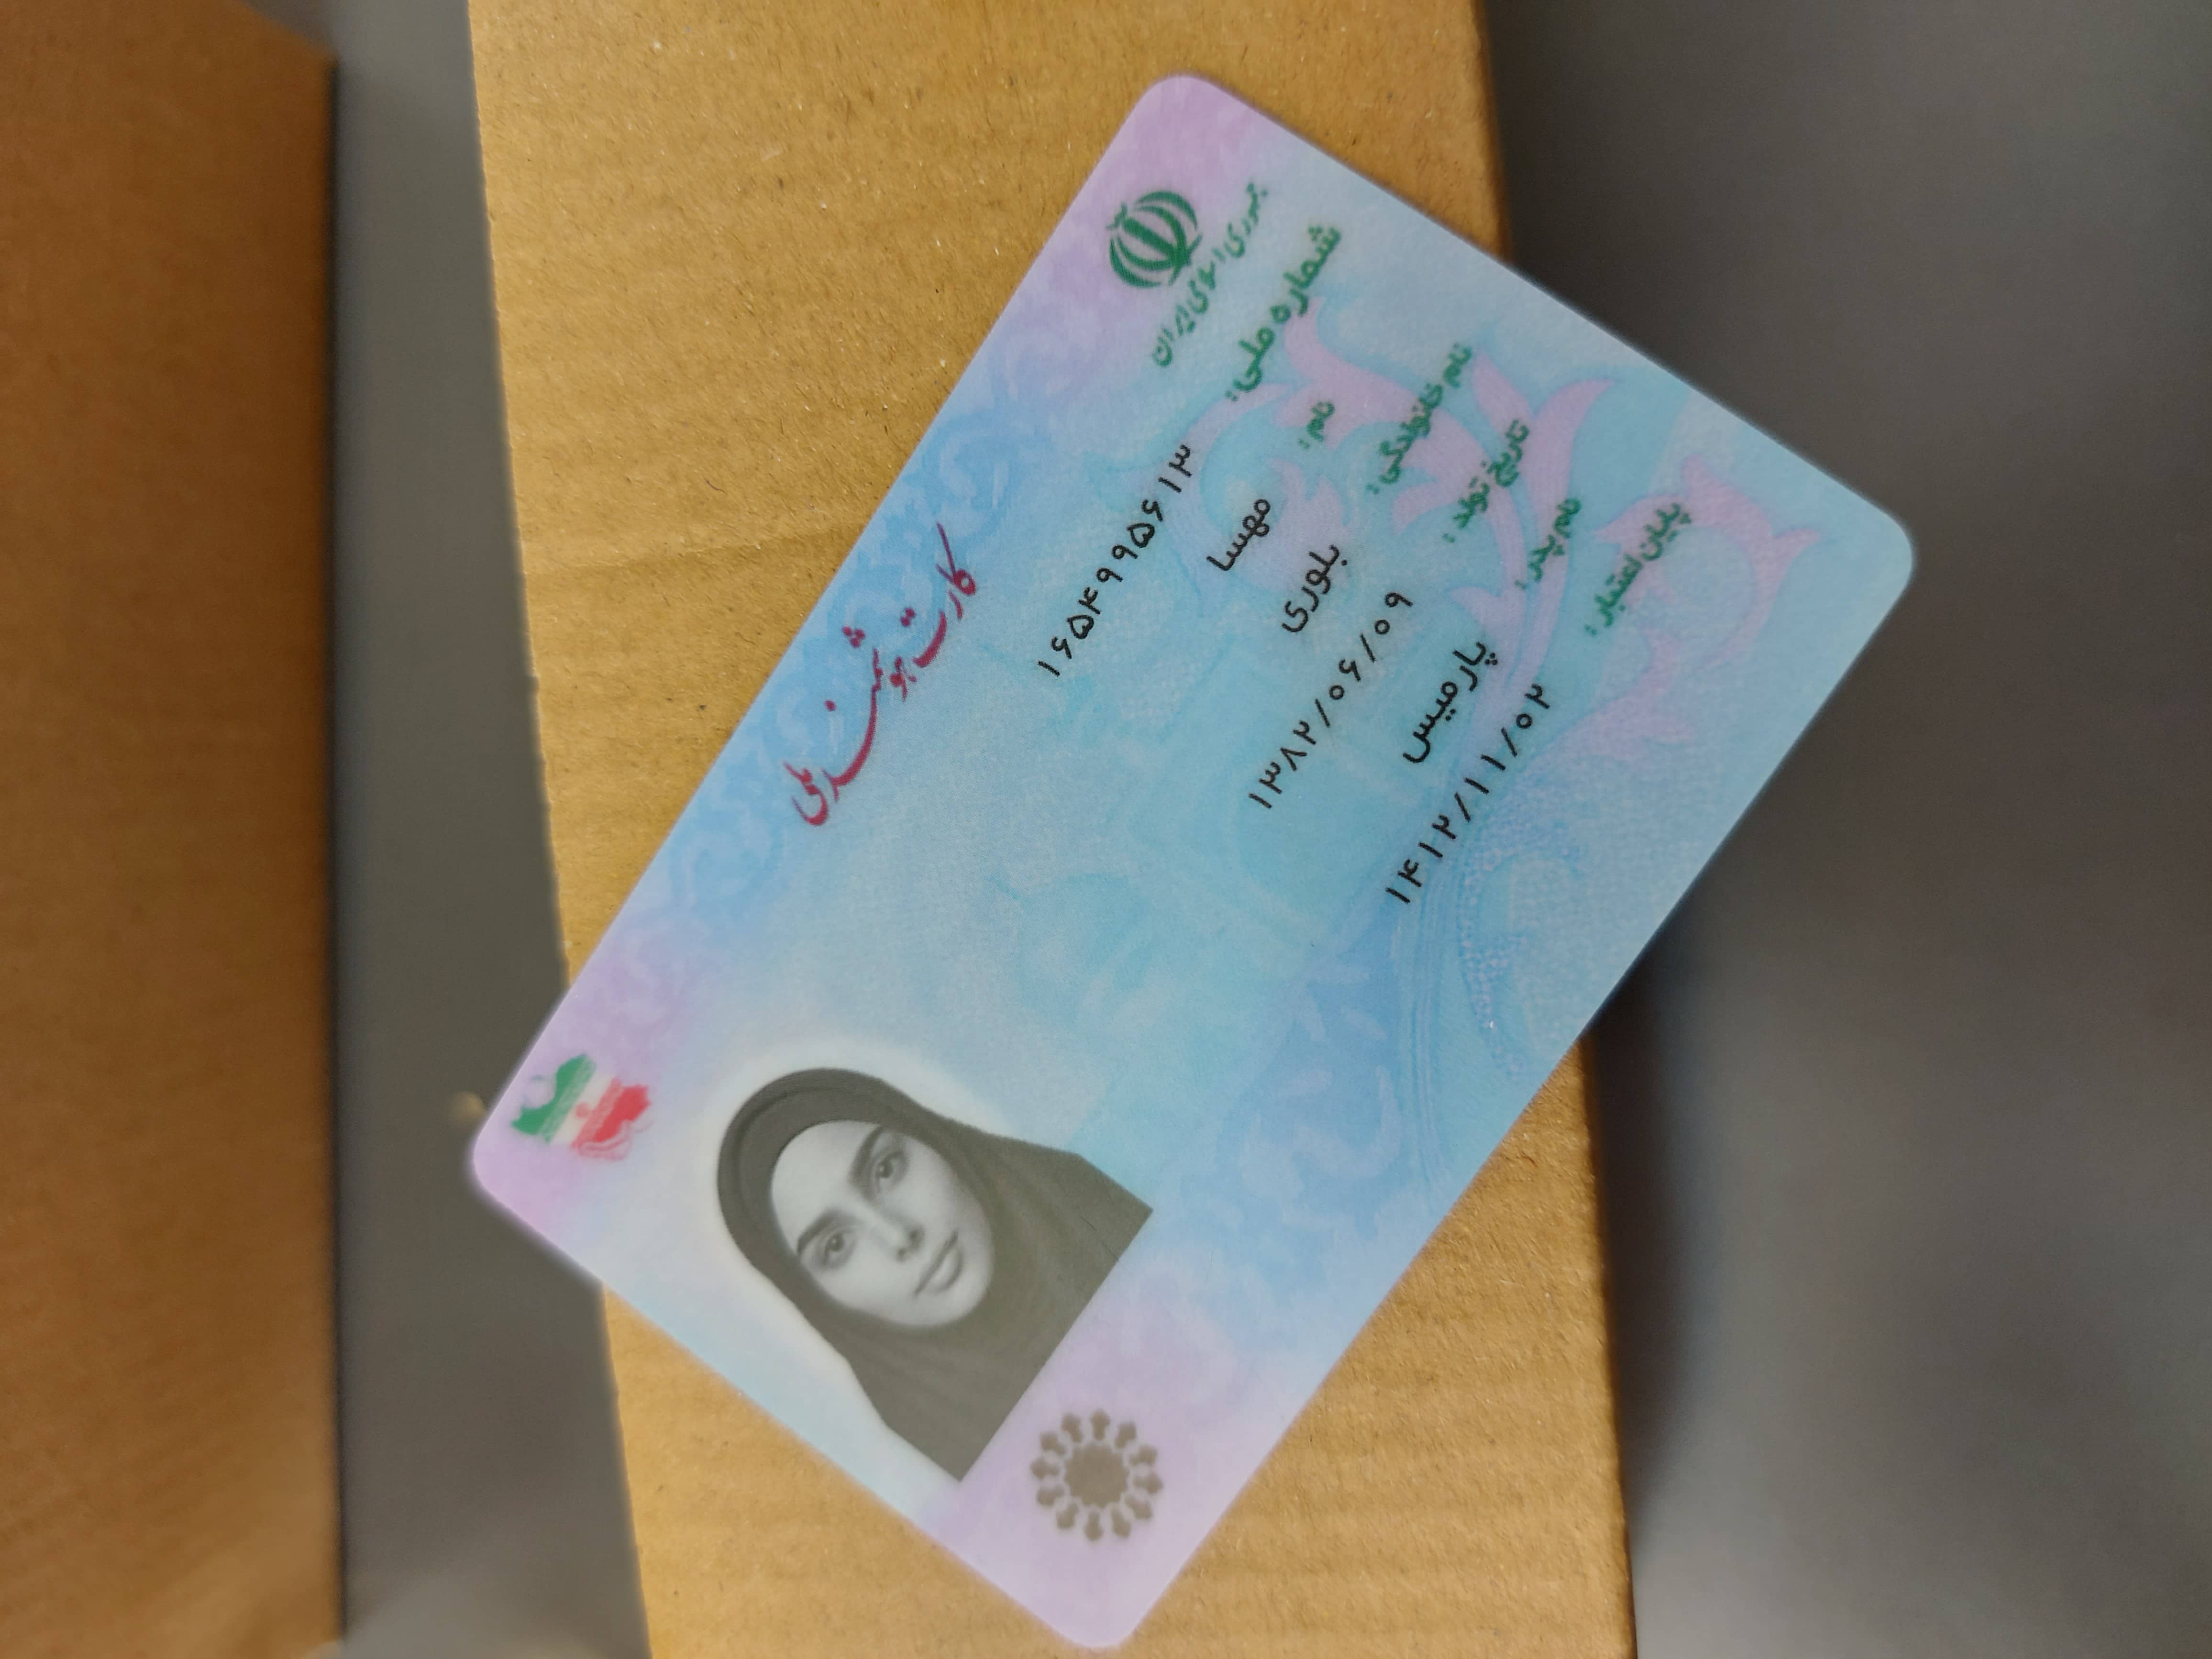 جمهوری اسلامی ایران
کارت هوشمند ملی
شماره ملی: ۱۶۵۴۹۹۵۶۱۳
نام: مهسا
نام خانوادگی: بلوری
تاریخ تولد: ۱۳۸۲/۰۶/۰۹
نام پدر: پارمیس
پایان اعتبار: ۱۴۱۲/۱۱/۰۲